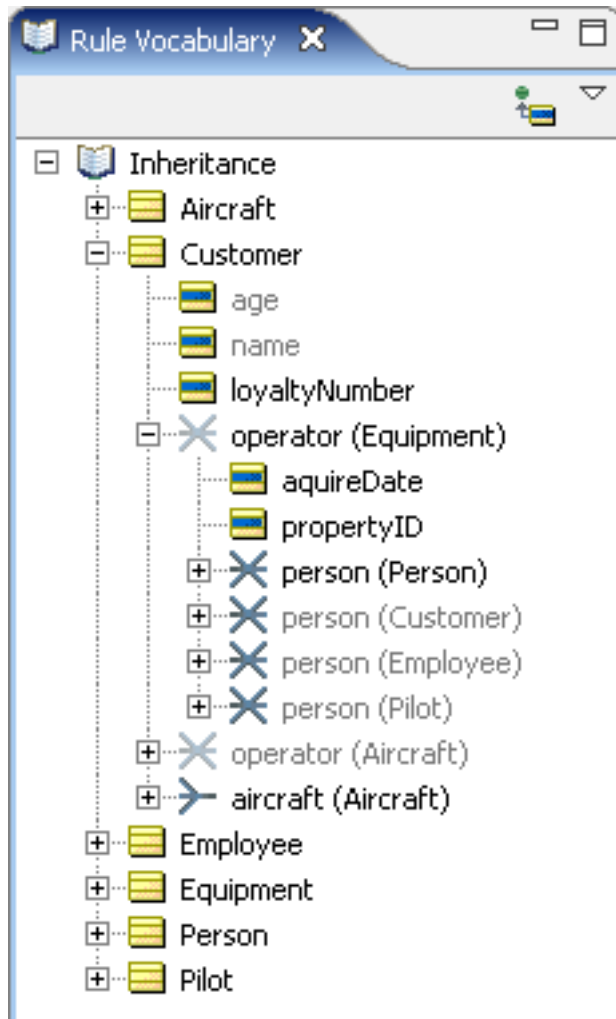 Rule Vocabulary
Inheritance
Aircraft
Customer
age
name
loyaltyNumber
operator (Equipment)
aquireDate
propertyID
person (Person)
person (Customer)
person (Employee)
person (Pilot)
operator (Aircraft)
aircraft (Aircraft)
Employee
Equipment
Person
Pilot